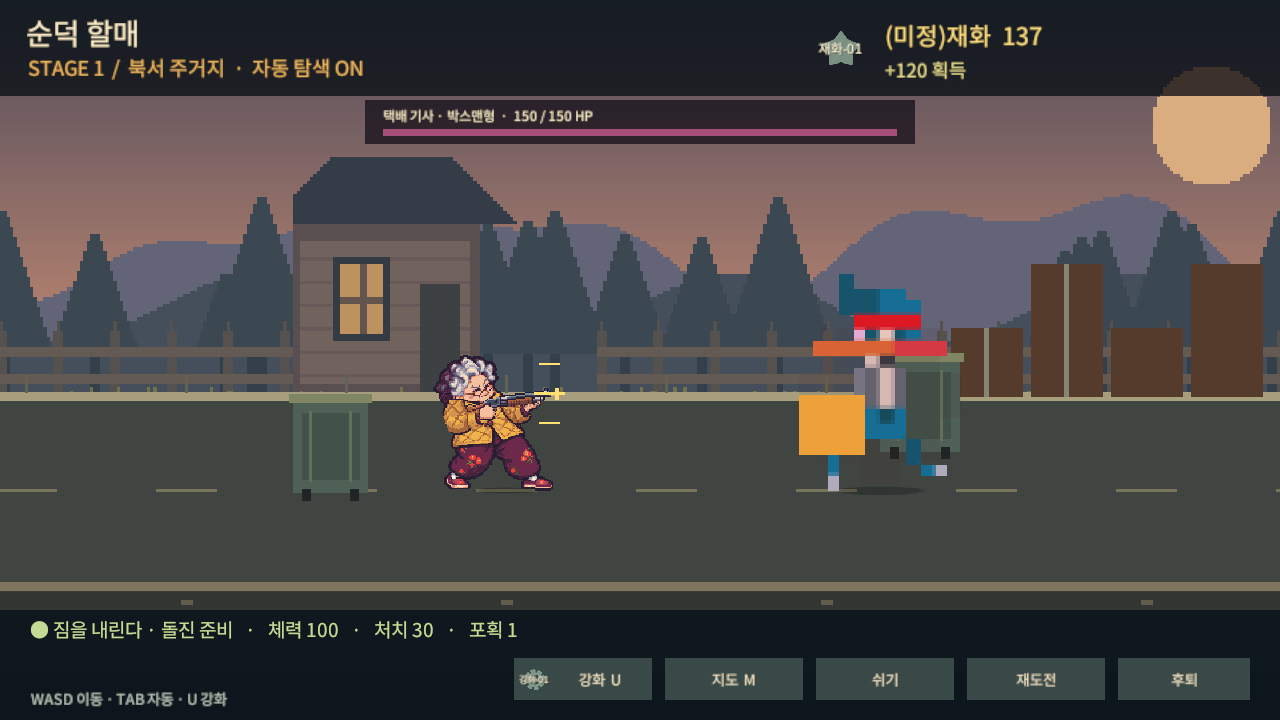 순덕 할매
STAGE 1 / 북서 주거지 · 자동 탐색 ON
재화-01
(미정)재화 137
+120 획득
택배 기사 · 박스맨형 · 150 / 150 HP
짐을 내린다 · 돌진 준비 · 체력 100 · 처치 30 · 포획 1
강화-01
강화 U
지도 M
쉬기
재도전
후퇴
WASD 이동 · TAB 자동 · U 강화